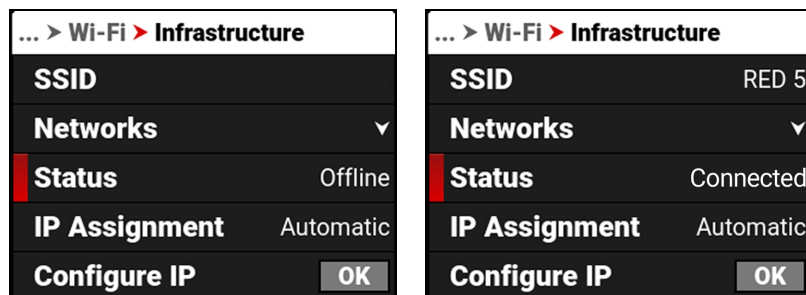 ... > Wi-Fi > Infrastructure
SSID
Networks
Status Offline
IP Assignment Automatic
Configure IP OK
... > Wi-Fi > Infrastructure
SSID RED 5
Networks
Status Connected
IP Assignment Automatic
Configure IP OK